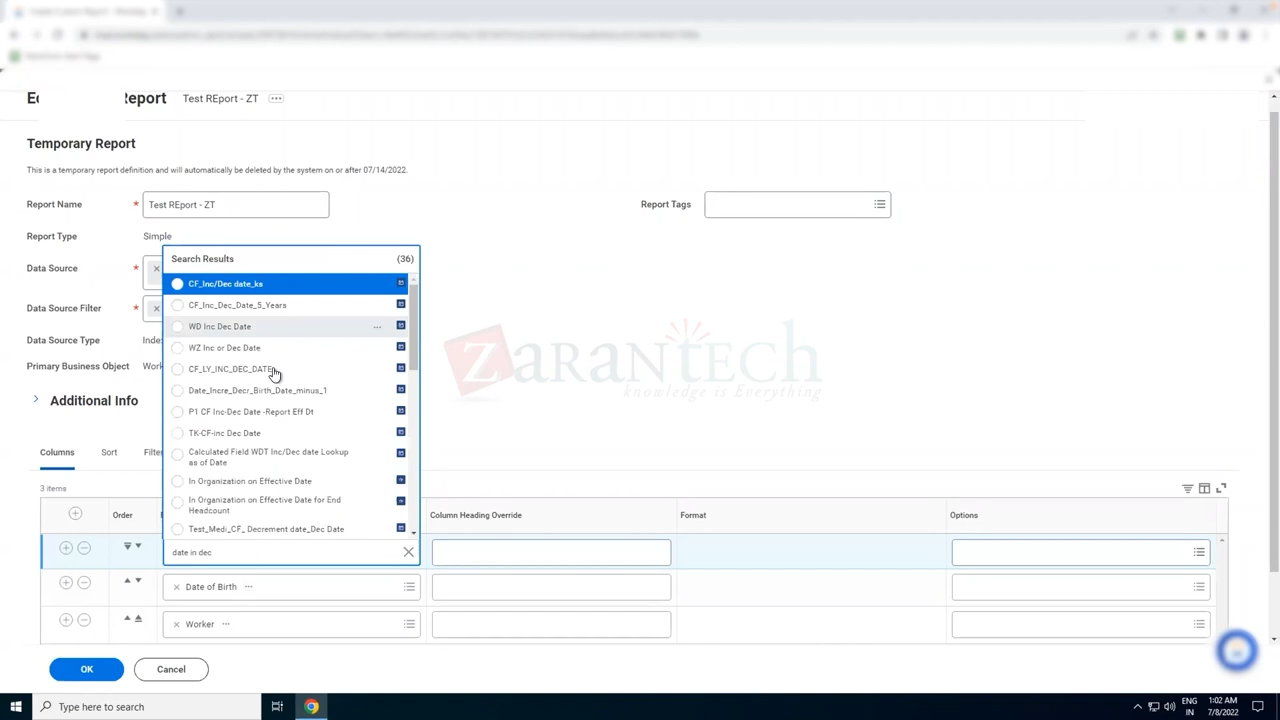 eport Test REport - ZT
Temporary Report
This is a temporary report definition and will automatically be deleted by the system on or after 07/14/2022.
Report Name * Test REport - ZT Report Tags
Report Type Simple
Data Source *
Data Source Filter *
Data Source Type Inde
Primary Business Object Work
Additional Info
Search Results (36)
CF_Inc/Dec date_ks
CF_Inc_Dec_Date_5_Years
WD Inc Dec Date
WZ Inc or Dec Date
CF_LY_INC_DEC_DATE
Date_Incre_Decr_Birth_Date_minus_1
P1 CF Inc-Dec Date -Report Eff Dt
TK-CF-inc Dec Date
Calculated Field WDT Inc/Dec date Lookup
as of Date
In Organization on Effective Date
In Organization on Effective Date for End
Headcount
Test_Medi_CF_ Decrement date_Dec Date
date in dec
ZARANTECH
knowledge is Everything
Columns Sort Filter
3 items
Order Column Heading Override Format Options
Date of Birth
Worker
OK Cancel
Type here to search
ENG
IN
1:02 AM
7/8/2022